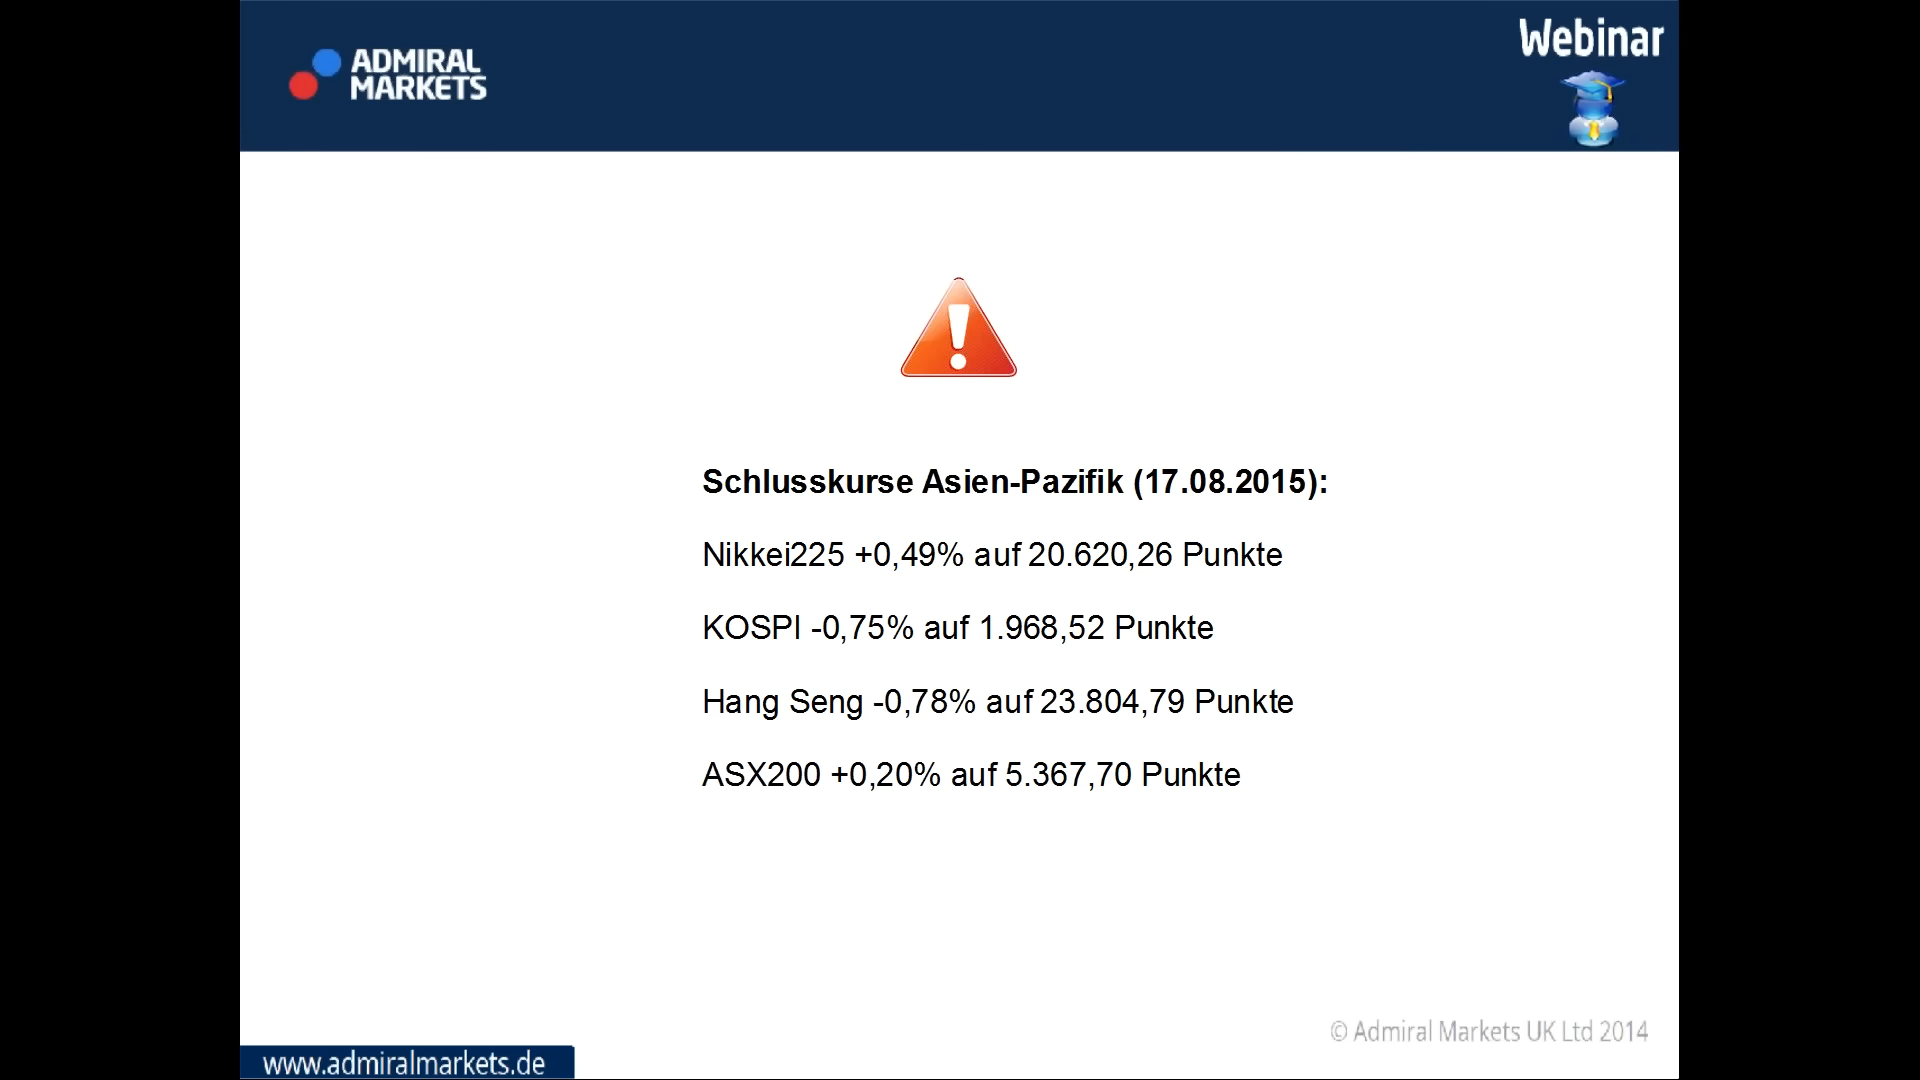 ADMIRAL
MARKETS
Webinar
Schlusskurse Asien-Pazifik (17.08.2015):
Nikkei225 +0,49% auf 20.620,26 Punkte
KOSPI -0,75% auf 1.968,52 Punkte
Hang Seng -0,78% auf 23.804,79 Punkte
ASX200 +0,20% auf 5.367,70 Punkte
© Admiral Markets UK Ltd 2014
www.admiralmarkets.de